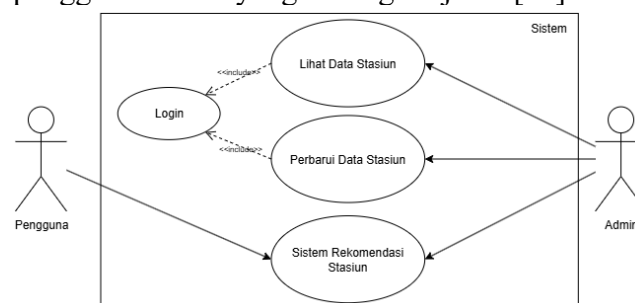 Sistem
Lihat Data Stasiun
<<include>>
Login
<<include>>
Perbarui Data Stasiun
Pengguna
Admin
Sistem Rekomendasi
Stasiun